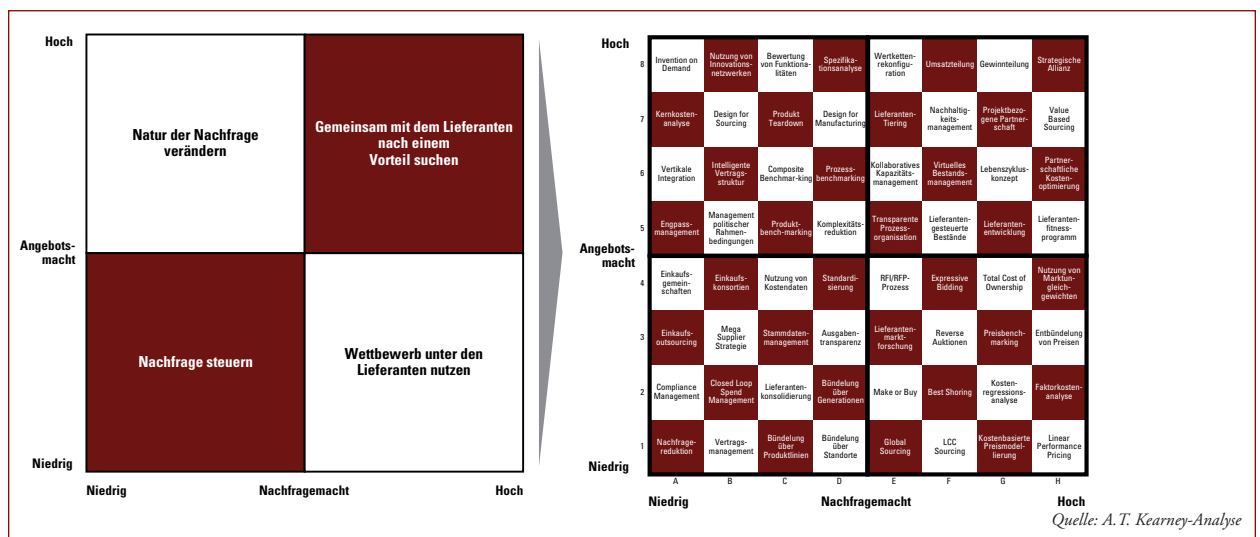 Hoch
Natur der Nachfrage
verändern
Gemeinsam mit dem Lieferanten
nach einem
Vorteil suchen
Angebots-
macht
Nachfrage steuern
Wettbewerb unter den
Lieferanten nutzen
Niedrig
Niedrig
Nachfragemacht
Hoch
Hoch
8
Invention on
Demand
Nutzung von
Innovations-
netzwerken
Bewertung
von Funktiona-
litäten
Spezifika-
tionsanalyse
Wertketten-
rekonfigu-
ration
Umsatzteilung
Gewinnteilung
Strategische
Allianz
7
Kernkosten-
analyse
Design for
Sourcing
Produkt
Teardown
Design for
Manufacturing
Lieferanten-
Tiering
Nachhaltig-
keits-
management
Projektbezo-
gene Partner-
schaft
Value
Based
Sourcing
6
Vertikale
Integration
Intelligente
Vertrags-
struktur
Composite
Benchmar-king
Prozess-
benchmarking
Kollaboratives
Kapazitäts-
management
Virtuelles
Bestands-
management
Lebenszyklus-
konzept
Partner-
schaftliche
Kosten-
optimierung
5
Engpass-
management
Management
politischer
Rahmen-
bedingungen
Produkt-
bench-marking
Komplexitäts-
reduktion
Transparente
Prozess-
organisation
Lieferanten-
gesteuerte
Bestände
Lieferanten-
entwicklung
Lieferanten-
fitness-
programm
Angebots-
macht
4
Einkaufs-
gemein-
schaften
Einkaufs-
konsortien
Nutzung von
Kostendaten
Standardi-
sierung
RFI/RFP-
Prozess
Expressive
Bidding
Total Cost of
Ownership
Nutzung von
Marktun-
gleich-
gewichten
3
Einkaufs-
outsourcing
Mega
Supplier
Strategie
Stammdaten-
management
Ausgaben-
transparenz
Lieferanten-
markt-
forschung
Reverse
Auktionen
Preisbench-
marking
Entbündelung
von Preisen
2
Compliance
Management
Closed Loop
Spend
Management
Lieferanten-
konsolidierung
Bündelung
über
Generationen
Make or Buy
Best Shoring
Kosten-
regressions-
analyse
Faktorkosten-
analyse
1
Nachfrage-
reduktion
Vertrags-
management
Bündelung
über
Produktlinien
Bündelung
über
Standorte
Global
Sourcing
LCC
Sourcing
Kostenbasierte
Preismodel-
lierung
Linear
Performance
Pricing
Niedrig
A B C D E F G H
Niedrig
Nachfragemacht
Hoch
Quelle: A.T. Kearney-Analyse